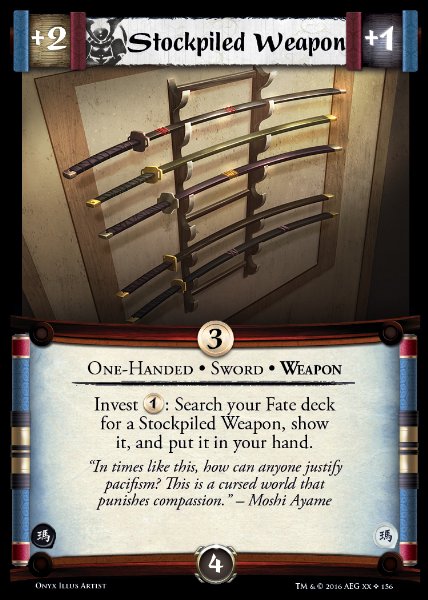 +2 Stockpiled Weapon +1
3
One-Handed • Sword • Weapon
Invest 1: Search your Fate deck
for a Stockpiled Weapon, show
it, and put it in your hand.
“In times like this, how can anyone justify
pacifism? This is a cursed world that
punishes compassion.” – Moshi Ayame
瑪 瑪
4
Onyx Illus Artist TM & © 2016 AEG XX ❖ 156